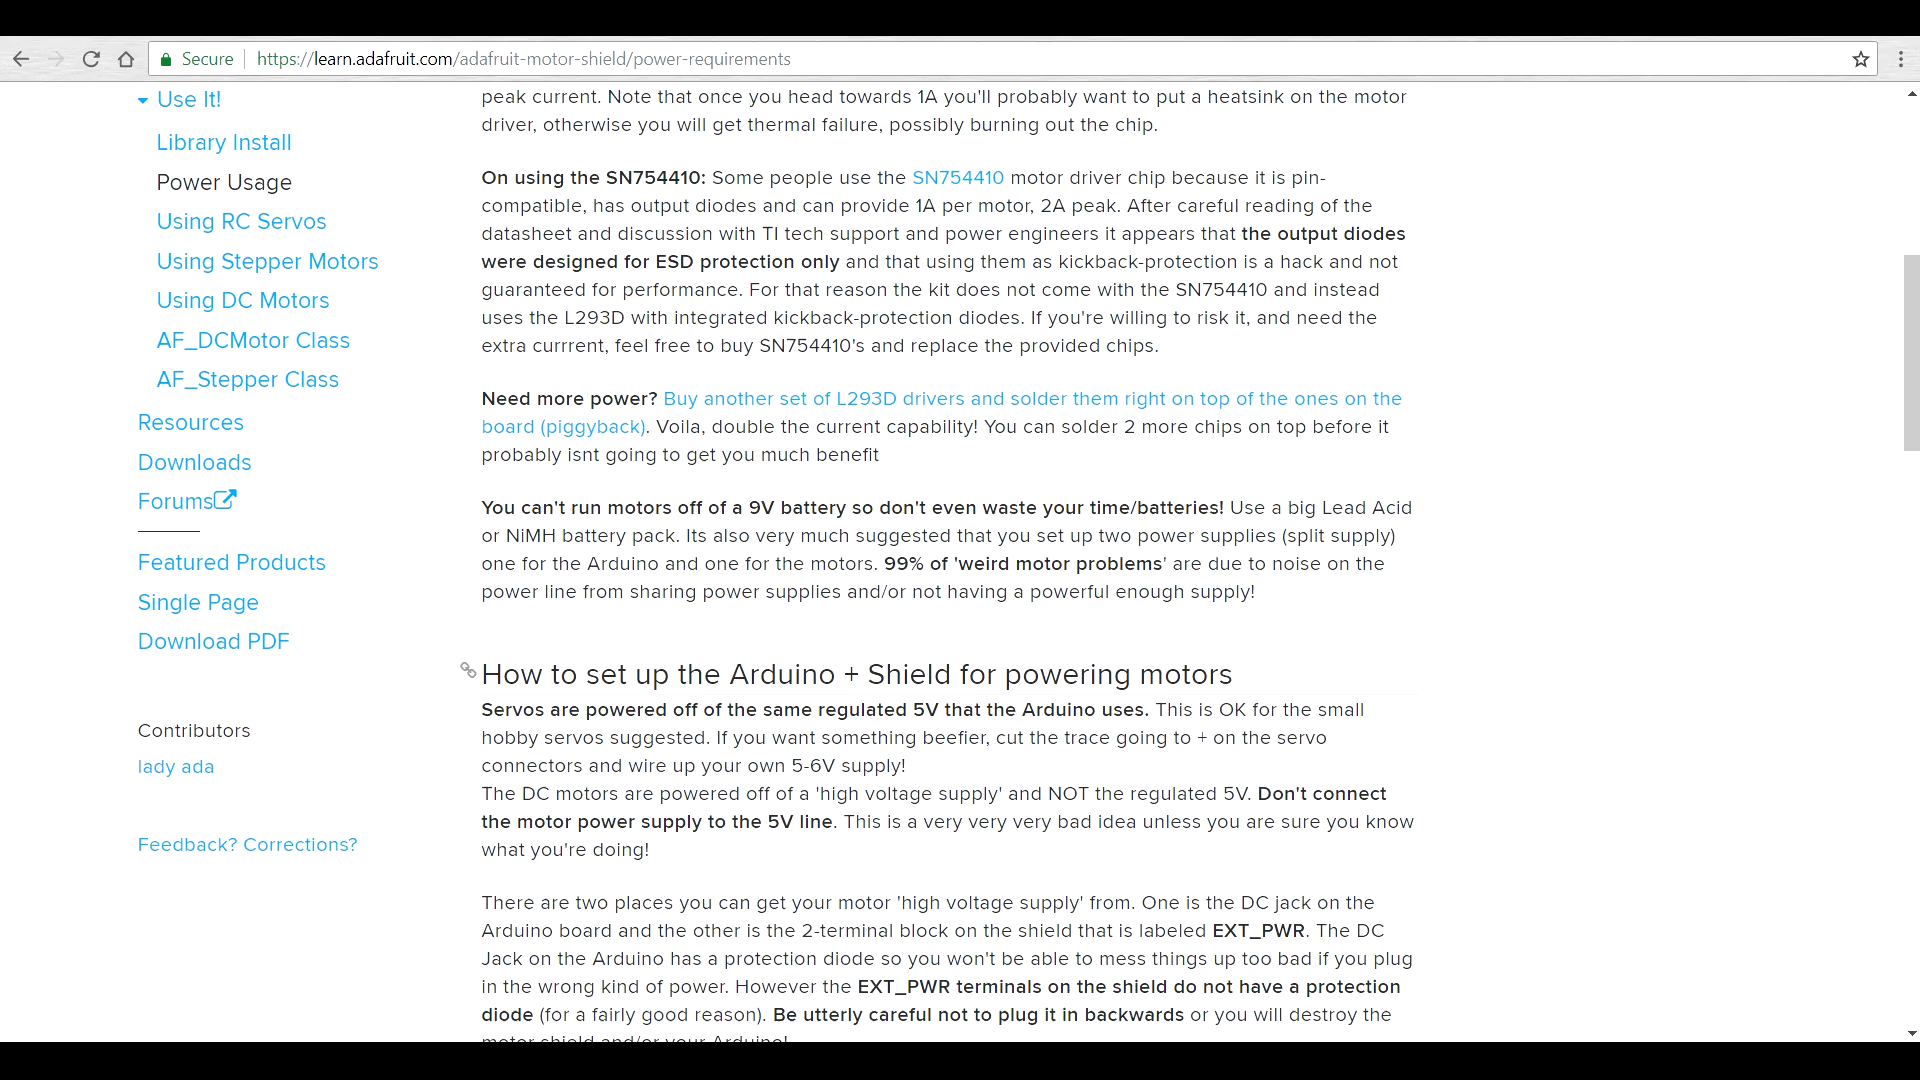 Secure
https://learn.adafruit.com/adafruit-motor-shield/power-requirements
Use It!
Library Install
Power Usage
Using RC Servos
Using Stepper Motors
Using DC Motors
AF_DCMotor Class
AF_Stepper Class
Resources
Downloads
Forums
Featured Products
Single Page
Download PDF
Contributors
lady ada
Feedback? Corrections?
peak current. Note that once you head towards 1A you'll probably want to put a heatsink on the motor
driver, otherwise you will get thermal failure, possibly burning out the chip.
On using the SN754410: Some people use the SN754410 motor driver chip because it is pin-
compatible, has output diodes and can provide 1A per motor, 2A peak. After careful reading of the
datasheet and discussion with TI tech support and power engineers it appears that the output diodes
were designed for ESD protection only and that using them as kickback-protection is a hack and not
guaranteed for performance. For that reason the kit does not come with the SN754410 and instead
uses the L293D with integrated kickback-protection diodes. If you're willing to risk it, and need the
extra currrent, feel free to buy SN754410's and replace the provided chips.
Need more power? Buy another set of L293D drivers and solder them right on top of the ones on the
board (piggyback). Voila, double the current capability! You can solder 2 more chips on top before it
probably isnt going to get you much benefit
You can't run motors off of a 9V battery so don't even waste your time/batteries! Use a big Lead Acid
or NiMH battery pack. Its also very much suggested that you set up two power supplies (split supply)
one for the Arduino and one for the motors. 99% of 'weird motor problems' are due to noise on the
power line from sharing power supplies and/or not having a powerful enough supply!
How to set up the Arduino + Shield for powering motors
Servos are powered off of the same regulated 5V that the Arduino uses. This is OK for the small
hobby servos suggested. If you want something beefier, cut the trace going to + on the servo
connectors and wire up your own 5-6V supply!
The DC motors are powered off of a 'high voltage supply' and NOT the regulated 5V. Don't connect
the motor power supply to the 5V line. This is a very very very bad idea unless you are sure you know
what you're doing!
There are two places you can get your motor 'high voltage supply' from. One is the DC jack on the
Arduino board and the other is the 2-terminal block on the shield that is labeled EXT_PWR. The DC
Jack on the Arduino has a protection diode so you won't be able to mess things up too bad if you plug
in the wrong kind of power. However the EXT_PWR terminals on the shield do not have a protection
diode (for a fairly good reason). Be utterly careful not to plug it in backwards or you will destroy the
motor shield and/or your Arduino!